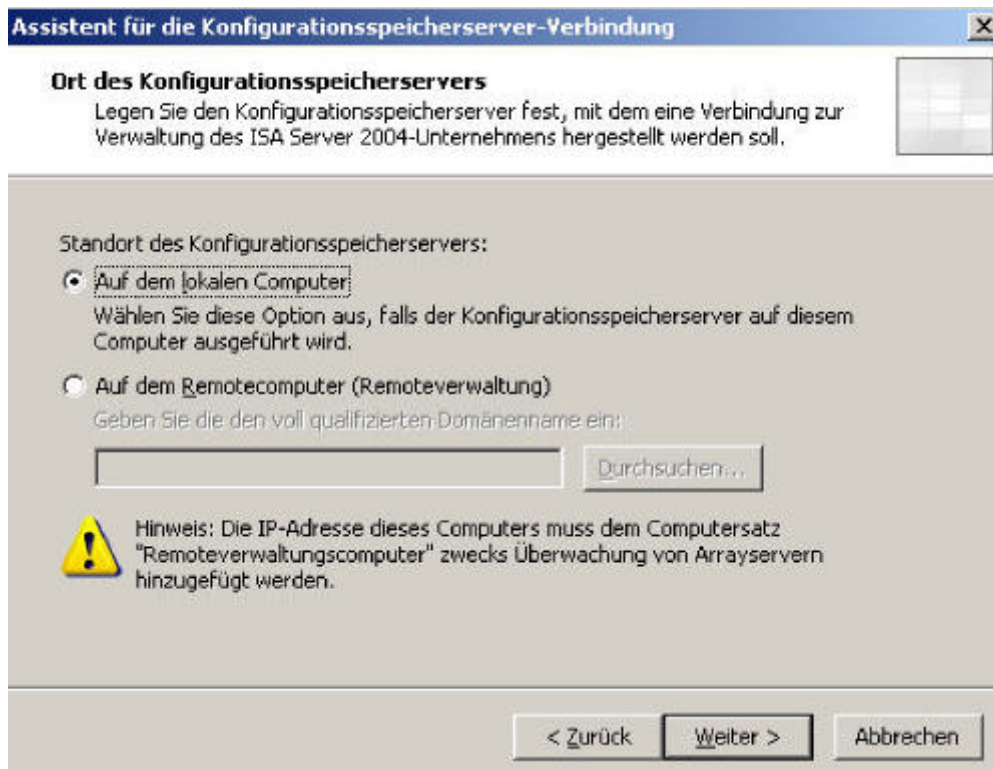 Assistent für die Konfigurationsspeicherserver-Verbindung
Ort des Konfigurationsspeicherservers
Legen Sie den Konfigurationsspeicherserver fest, mit dem eine Verbindung zur
Verwaltung des ISA Server 2004-Unternehmens hergestellt werden soll.
Standort des Konfigurationsspeicherservers:
Auf dem lokalen Computer
Wählen Sie diese Option aus, falls der Konfigurationsspeicherserver auf diesem
Computer ausgeführt wird.
Auf dem Remotecomputer (Remoteverwaltung)
Geben Sie die den voll qualifizierten Domänenname ein:
Durchsuchen...
Hinweis: Die IP-Adresse dieses Computers muss dem Computersatz
"Remoteverwaltungscomputer" zwecks Überwachung von Arrayservern
hinzugefügt werden.
< Zurück Weiter > Abbrechen